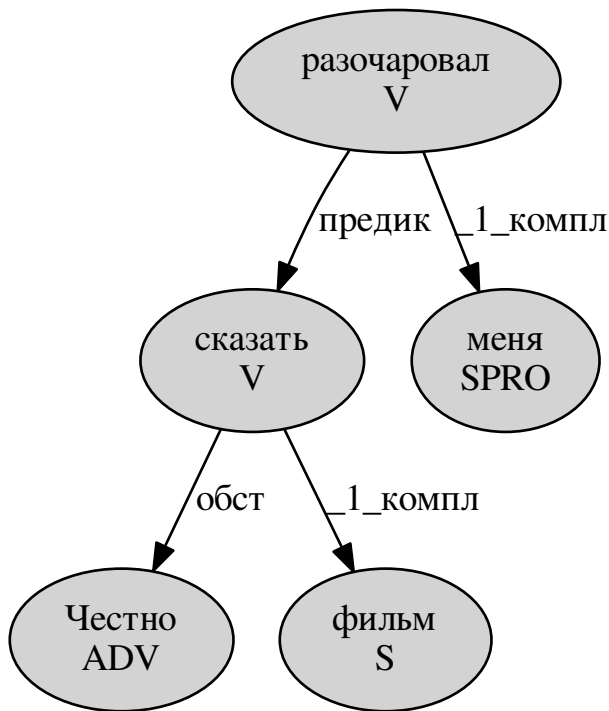 разочаровал
V
предик
_1_компл
сказать
V
меня
SPRO
обст
_1_компл
Честно
ADV
фильм
S